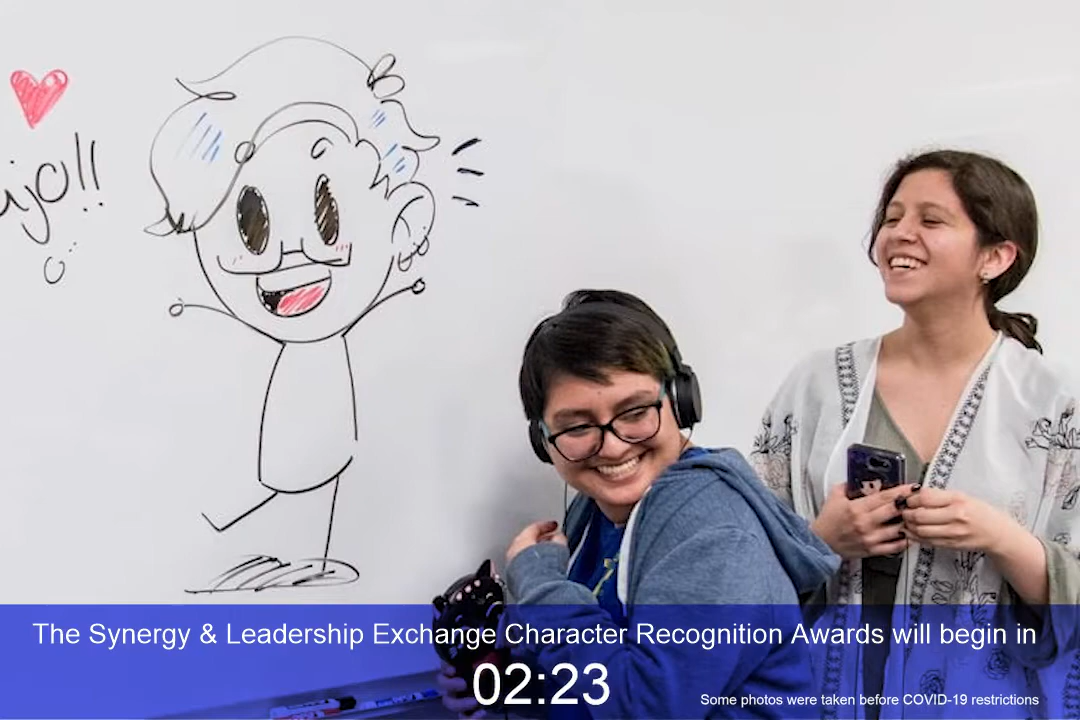 ijo!!
The Synergy & Leadership Exchange Character Recognition Awards will begin in
02:23
Some photos were taken before COVID-19 restrictions